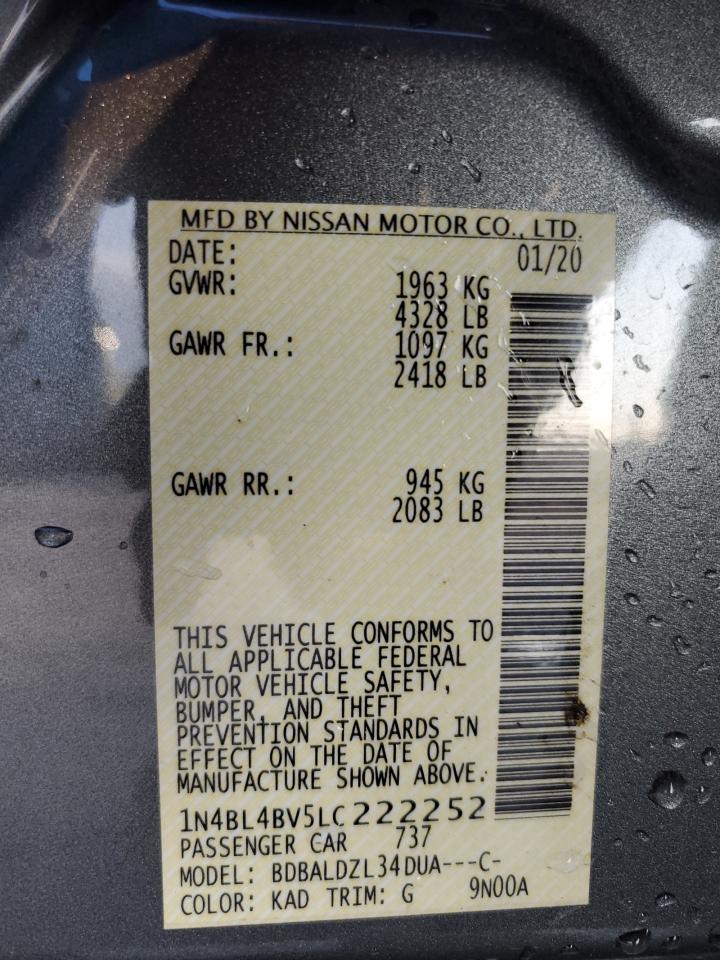 MFD BY NISSAN MOTOR CO., LTD.
DATE: 01/20
GVWR: 1963 KG
4328 LB
GAWR FR.: 1097 KG
2418 LB
GAWR RR.: 945 KG
2083 LB
THIS VEHICLE CONFORMS TO
ALL APPLICABLE FEDERAL
MOTOR VEHICLE SAFETY,
BUMPER, AND THEFT
PREVENTION STANDARDS IN
EFFECT ON THE DATE OF
MANUFACTURE SHOWN ABOVE.
1N4BL4BV5LC222252
PASSENGER CAR 737
MODEL: BDBALDZL34DUA---C-
COLOR: KAD TRIM: G 9N00A